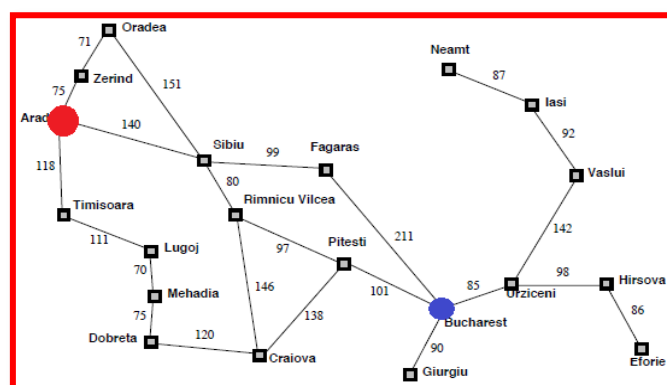 Oradea
71
Neamt
Zerind
87
75
151
Iasi
Arad
140
92
Sibiu
Fagaras
99
118
80
Vaslui
Timisoara
Rimnicu Vilcea
111
Lugoj
97
Pitesti
211
142
70
98
Hirsova
146
101
85
Urziceni
Mehadia
75
138
86
120
Bucharest
Dobreta
90
Craiova
Eforie
Giurgiu